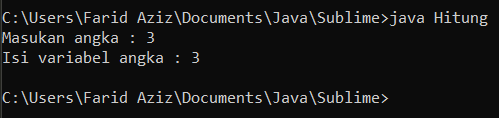 C:\Users\Farid Aziz\Documents\Java\Sublime>java Hitung
Masukan angka : 3
Isi variabel angka : 3
C:\Users\Farid Aziz\Documents\Java\Sublime>